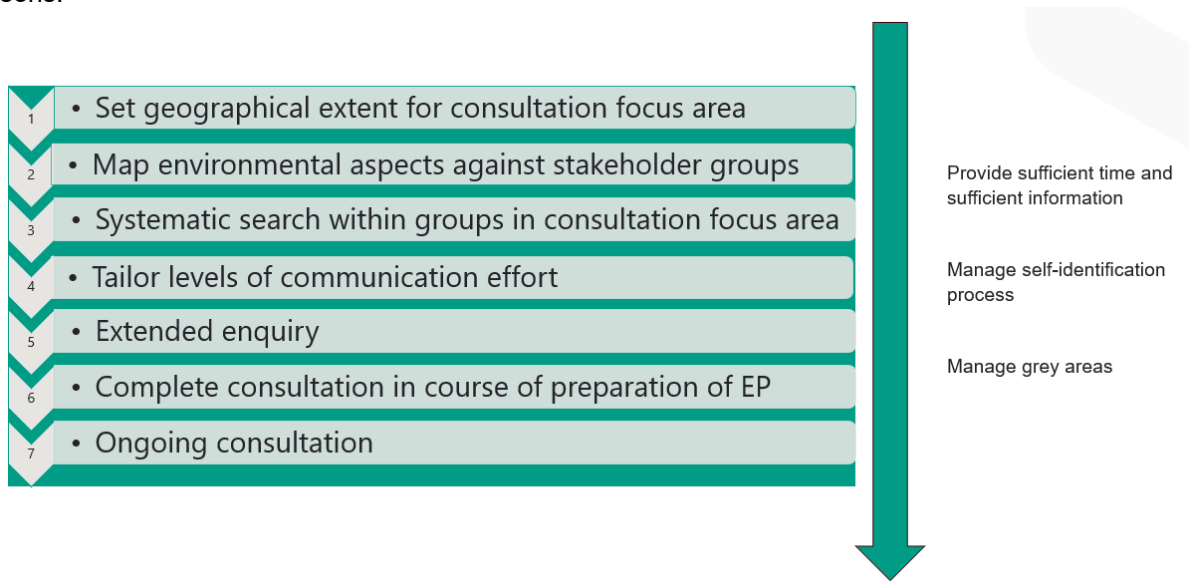 1
• Set geographical extent for consultation focus area
2
• Map environmental aspects against stakeholder groups
3
• Systematic search within groups in consultation focus area
4
• Tailor levels of communication effort
5
• Extended enquiry
6
• Complete consultation in course of preparation of EP
7
• Ongoing consultation
Provide sufficient time and
sufficient information
Manage self-identification
process
Manage grey areas